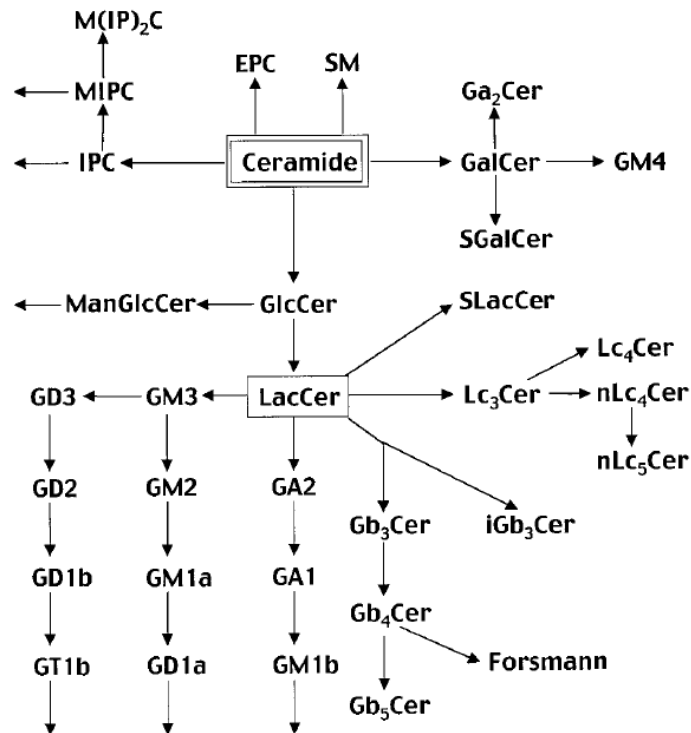 M(IP)₂C
EPC SM
MIPC Ga₂Cer
IPC Ceramide GalCer GM4
SGalCer
ManGlcCer GlcCer SLacCer
Lc₄Cer
GD3 GM3 LacCer Lc₃Cer nLc₄Cer
nLc₅Cer
GD2 GM2 GA2
Gb₃Cer iGb₃Cer
GD1b GM1a GA1
Gb₄Cer
GT1b GD1a GM1b Forsmann
Gb₅Cer